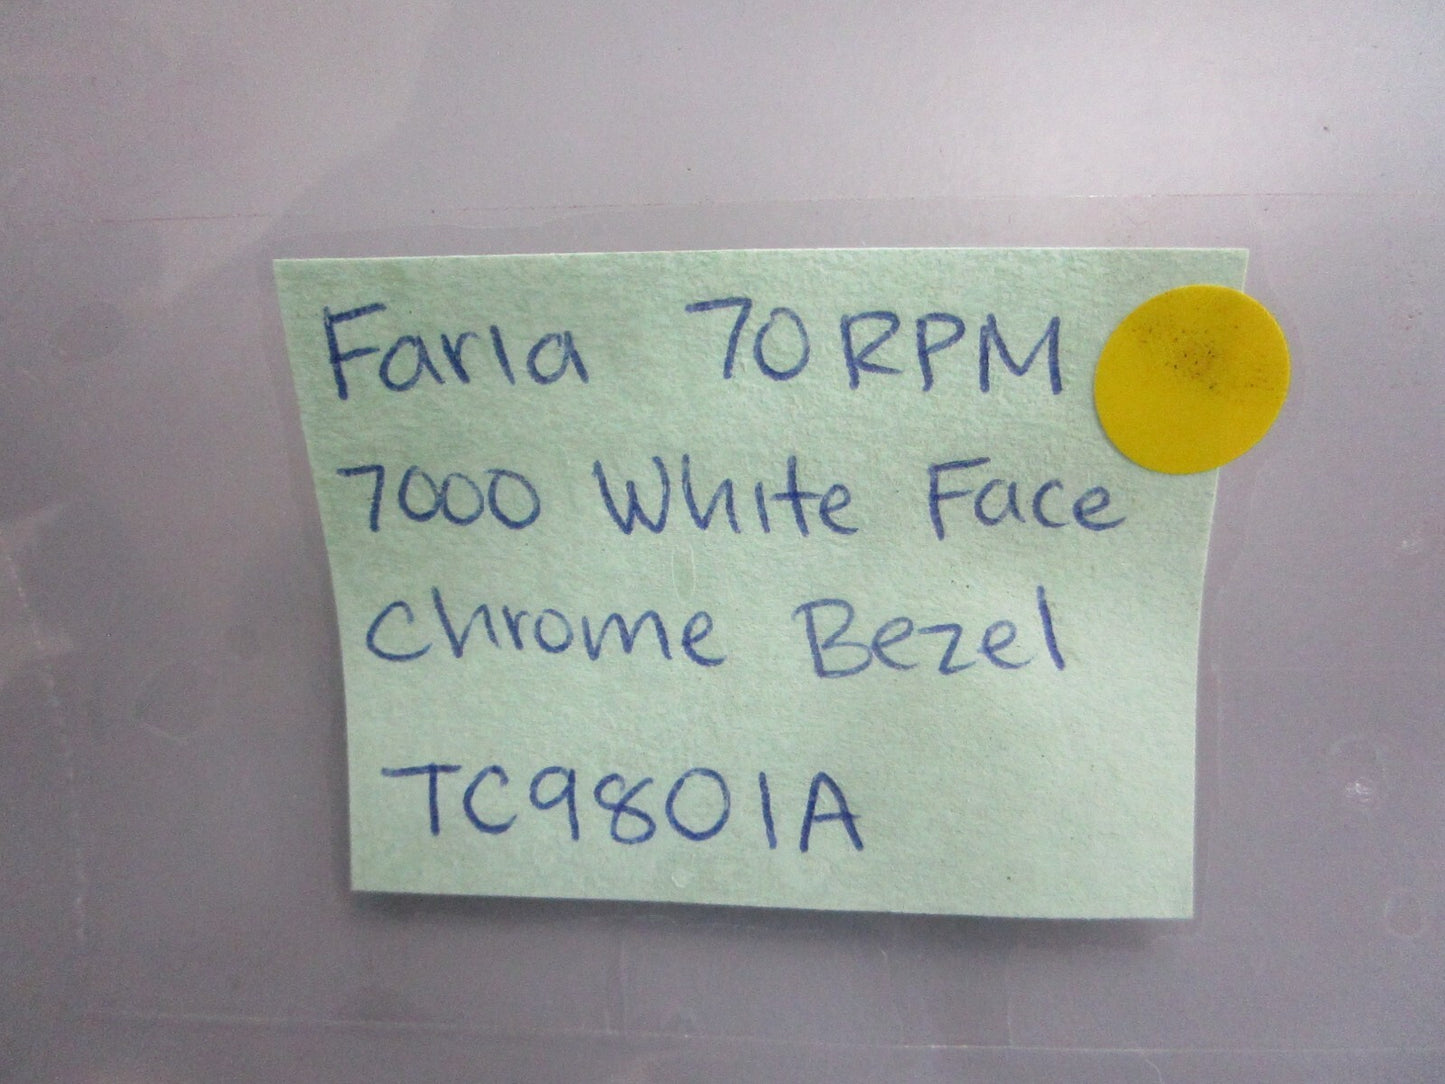 Faria 70 RPM
7000 White Face
Chrome Bezel
TC9801A